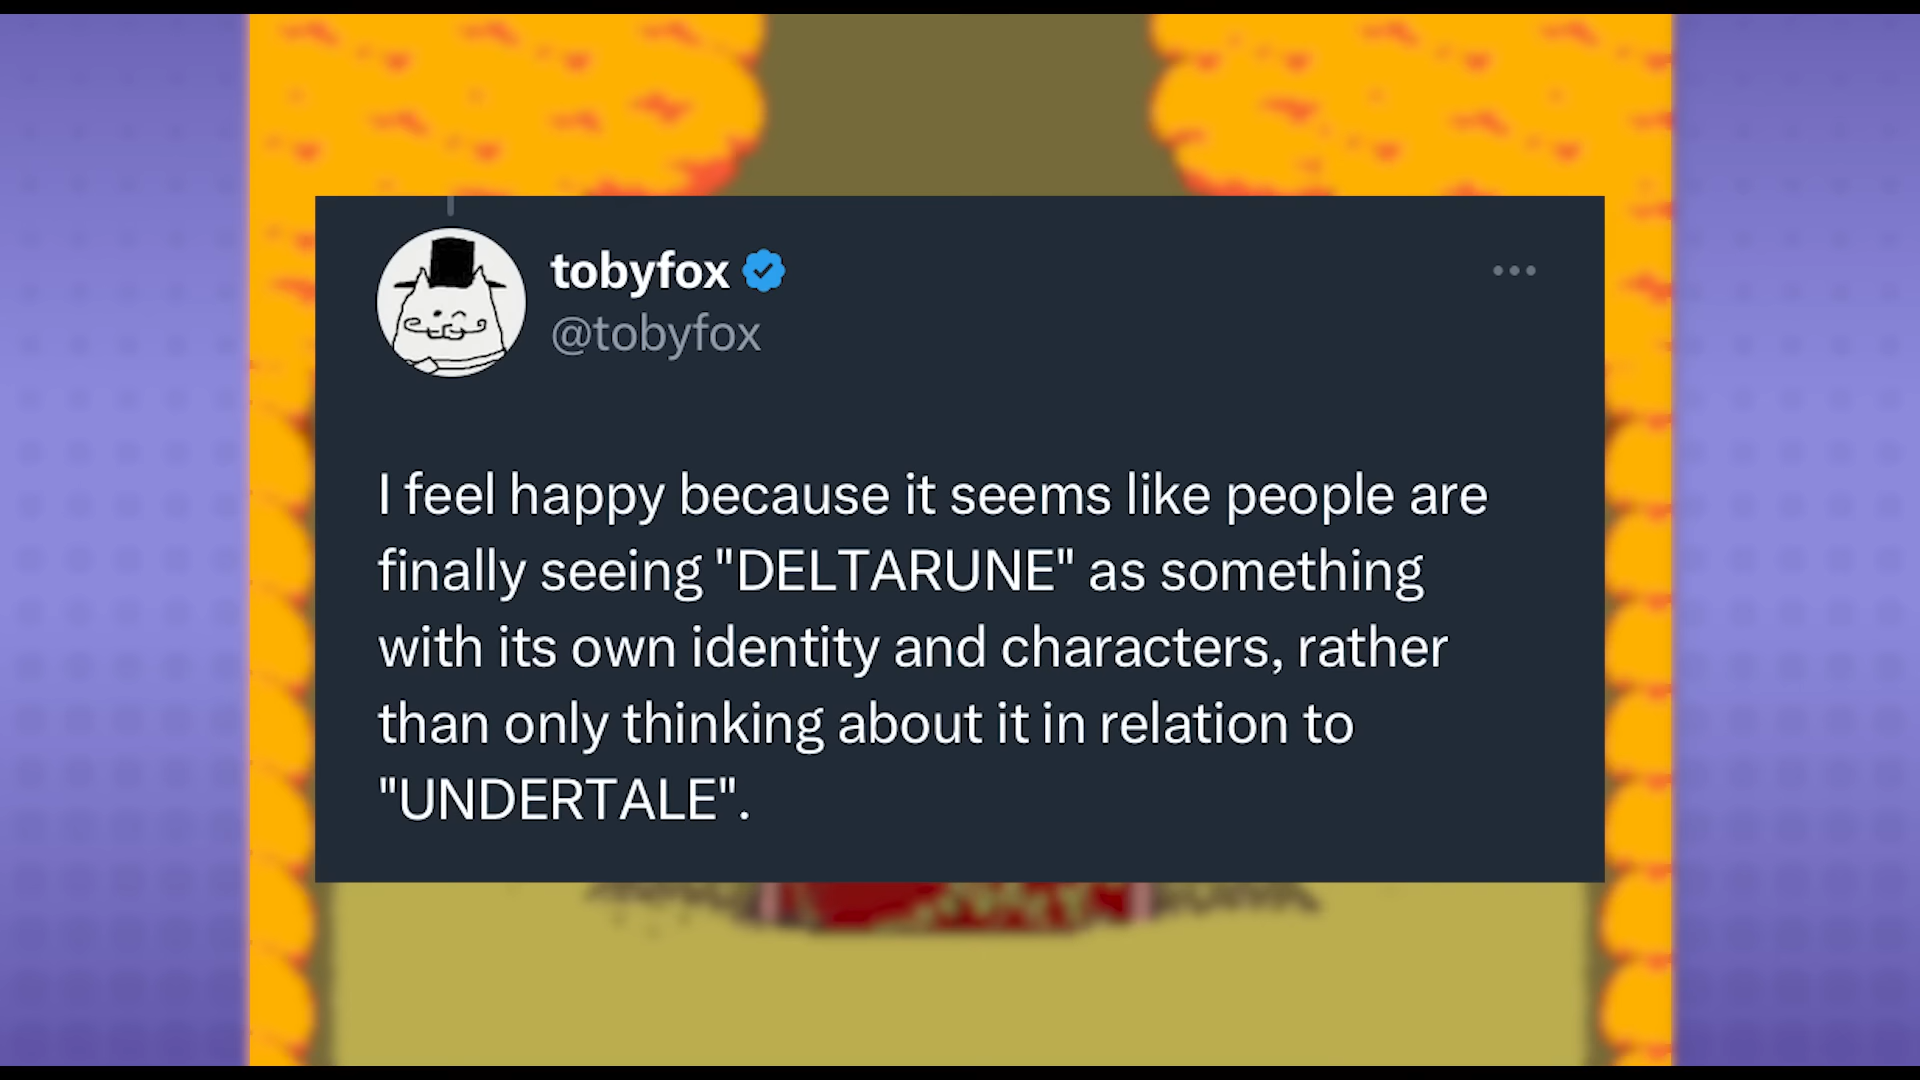 tobyfox
@tobyfox
I feel happy because it seems like people are
finally seeing "DELTARUNE" as something
with its own identity and characters, rather
than only thinking about it in relation to
"UNDERTALE".